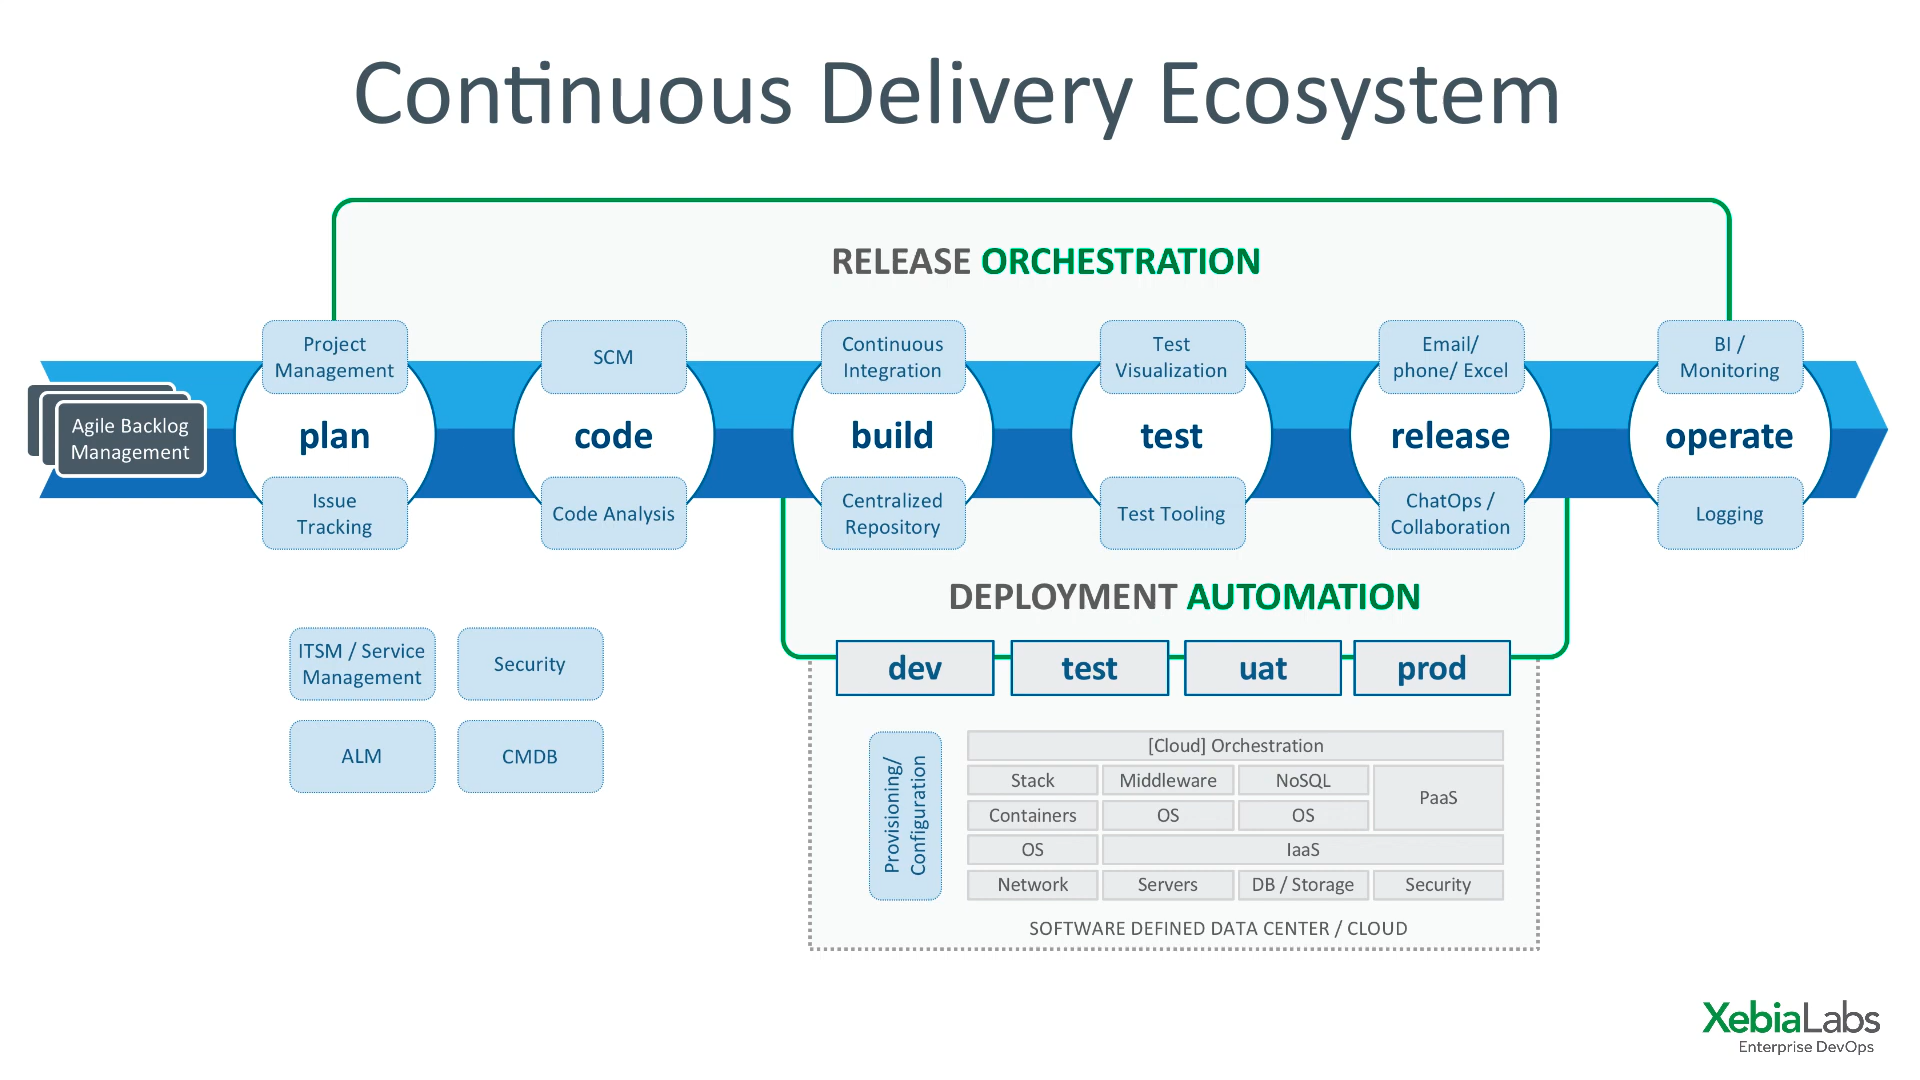 Continuous Delivery Ecosystem
RELEASE ORCHESTRATION
Agile Backlog
Management
Project
Management
plan
Issue
Tracking
SCM
code
Code Analysis
Continuous
Integration
build
Centralized
Repository
Test
Visualization
test
Test Tooling
Email/
phone/ Excel
release
ChatOps /
Collaboration
BI /
Monitoring
operate
Logging
DEPLOYMENT AUTOMATION
dev
test
uat
prod
ITSM / Service
Management
Security
ALM
CMDB
Provisioning/
Configuration
[Cloud] Orchestration
Stack
Middleware
NoSQL
PaaS
Containers
OS
OS
OS
IaaS
Network
Servers
DB / Storage
Security
SOFTWARE DEFINED DATA CENTER / CLOUD
XebiaLabs
Enterprise DevOps